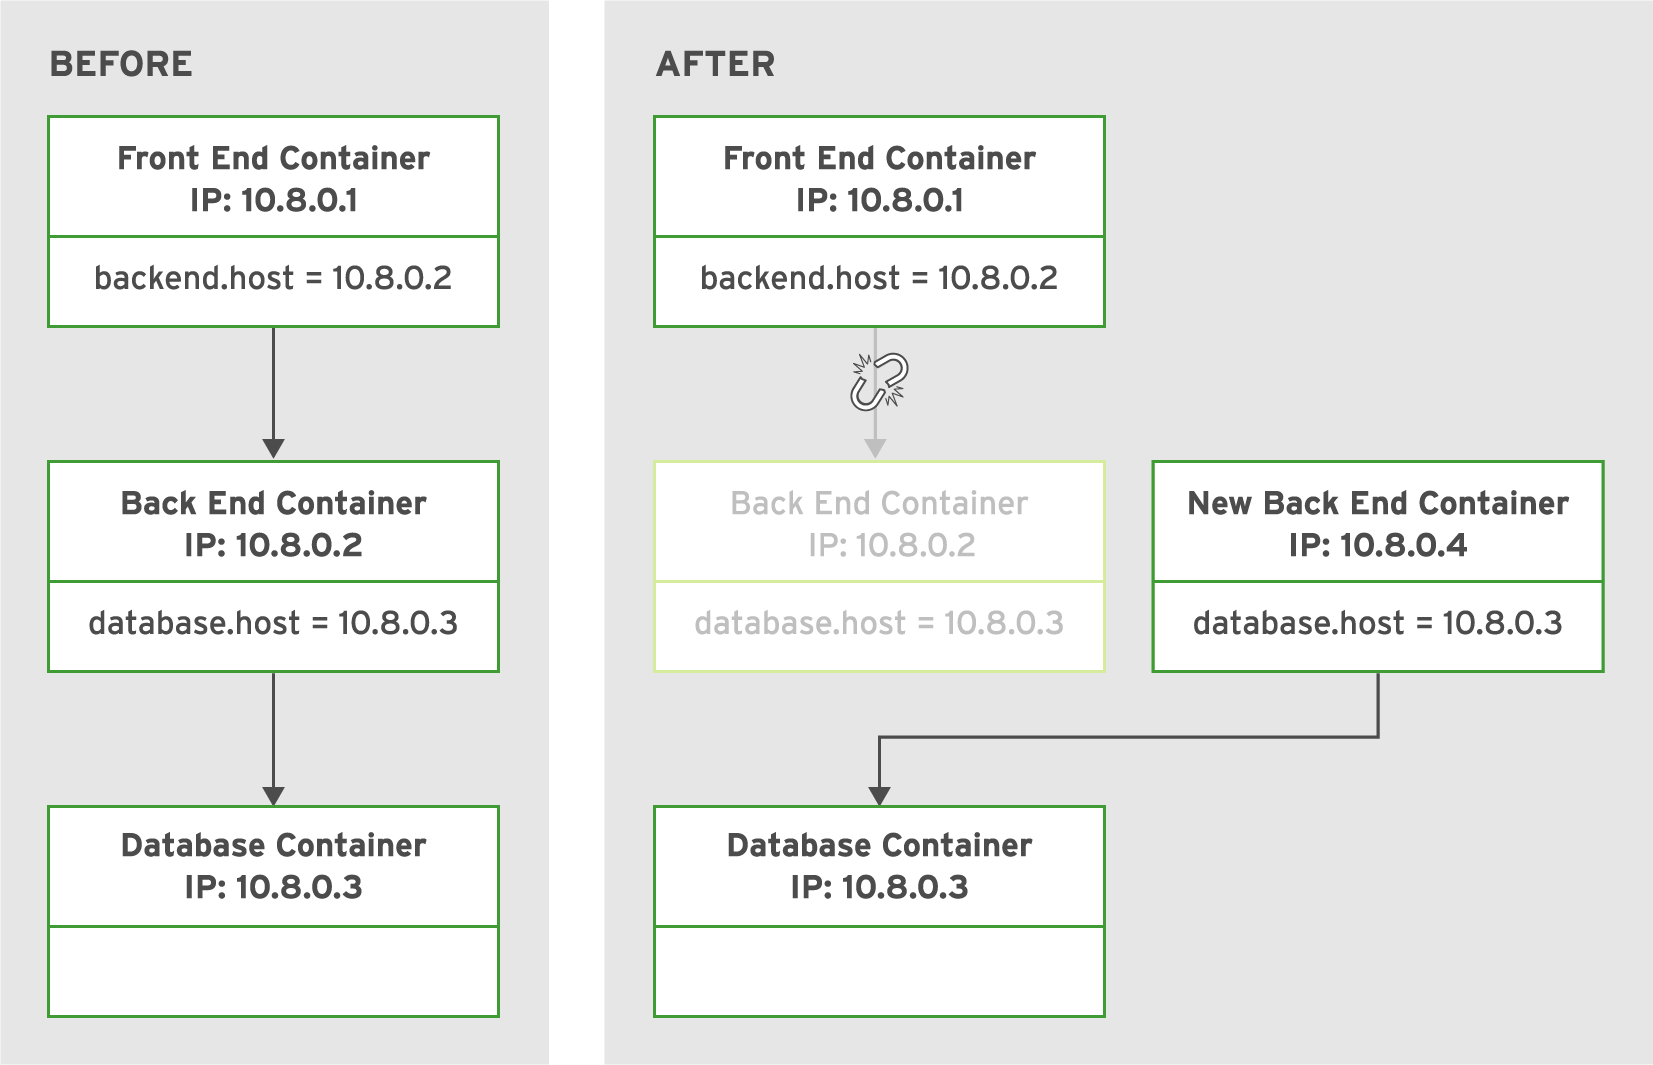 BEFORE
Front End Container
IP: 10.8.0.1
backend.host = 10.8.0.2
Back End Container
IP: 10.8.0.2
database.host = 10.8.0.3
Database Container
IP: 10.8.0.3
AFTER
Front End Container
IP: 10.8.0.1
backend.host = 10.8.0.2
Back End Container
IP: 10.8.0.2
database.host = 10.8.0.3
New Back End Container
IP: 10.8.0.4
database.host = 10.8.0.3
Database Container
IP: 10.8.0.3